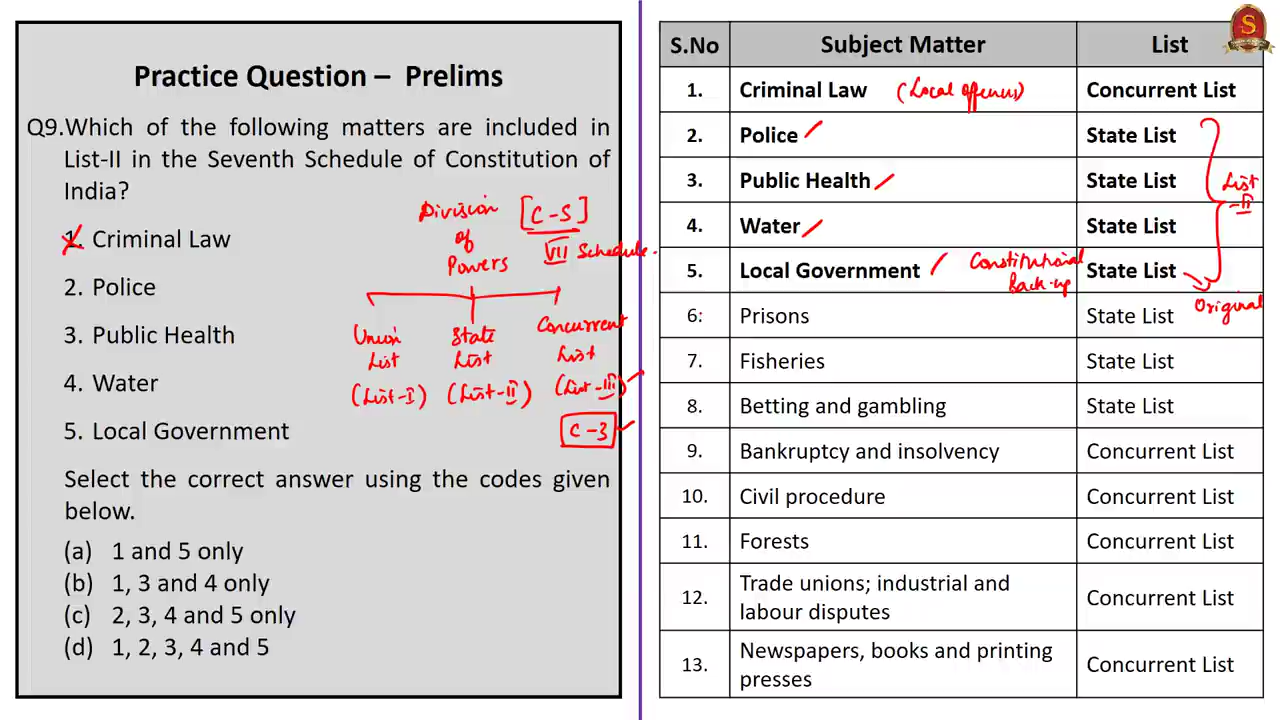 Practice Question – Prelims
Q9.Which of the following matters are included in
List-II in the Seventh Schedule of Constitution of
India?
1. Criminal Law
2. Police
3. Public Health
4. Water
5. Local Government
Select the correct answer using the codes given
below.
(a) 1 and 5 only
(b) 1, 3 and 4 only
(c) 2, 3, 4 and 5 only
(d) 1, 2, 3, 4 and 5
Division
of
Powers
[C-S]
VII Schedule.
Union
List
(List-I)
State
List
(List-II)
Concurrent
List
(List-III)
C-3
S.No Subject Matter List
1. Criminal Law (Local offences) Concurrent List
2. Police State List
3. Public Health State List
4. Water State List
5. Local Government Constitutional Back-up State List
6: Prisons State List
7. Fisheries State List
8. Betting and gambling State List
9. Bankruptcy and insolvency Concurrent List
10. Civil procedure Concurrent List
11. Forests Concurrent List
12. Trade unions; industrial and
labour disputes Concurrent List
13. Newspapers, books and printing
presses Concurrent List
List
-II
Original
S